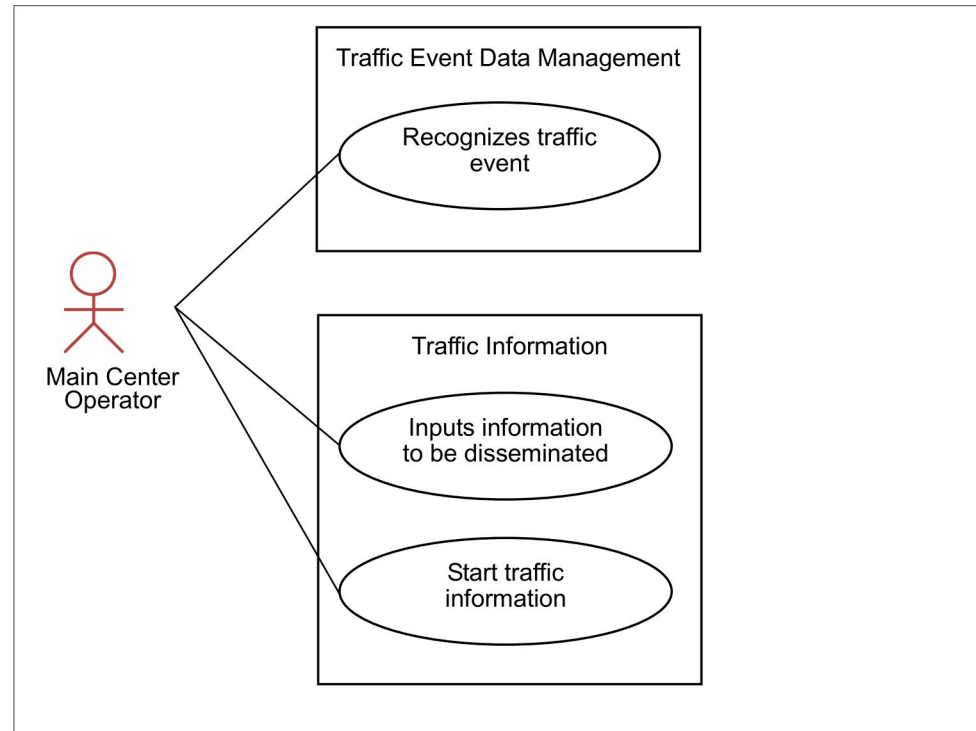 Traffic Event Data Management
Recognizes traffic
event
Main Center
Operator
Traffic Information
Inputs information
to be disseminated
Start traffic
information